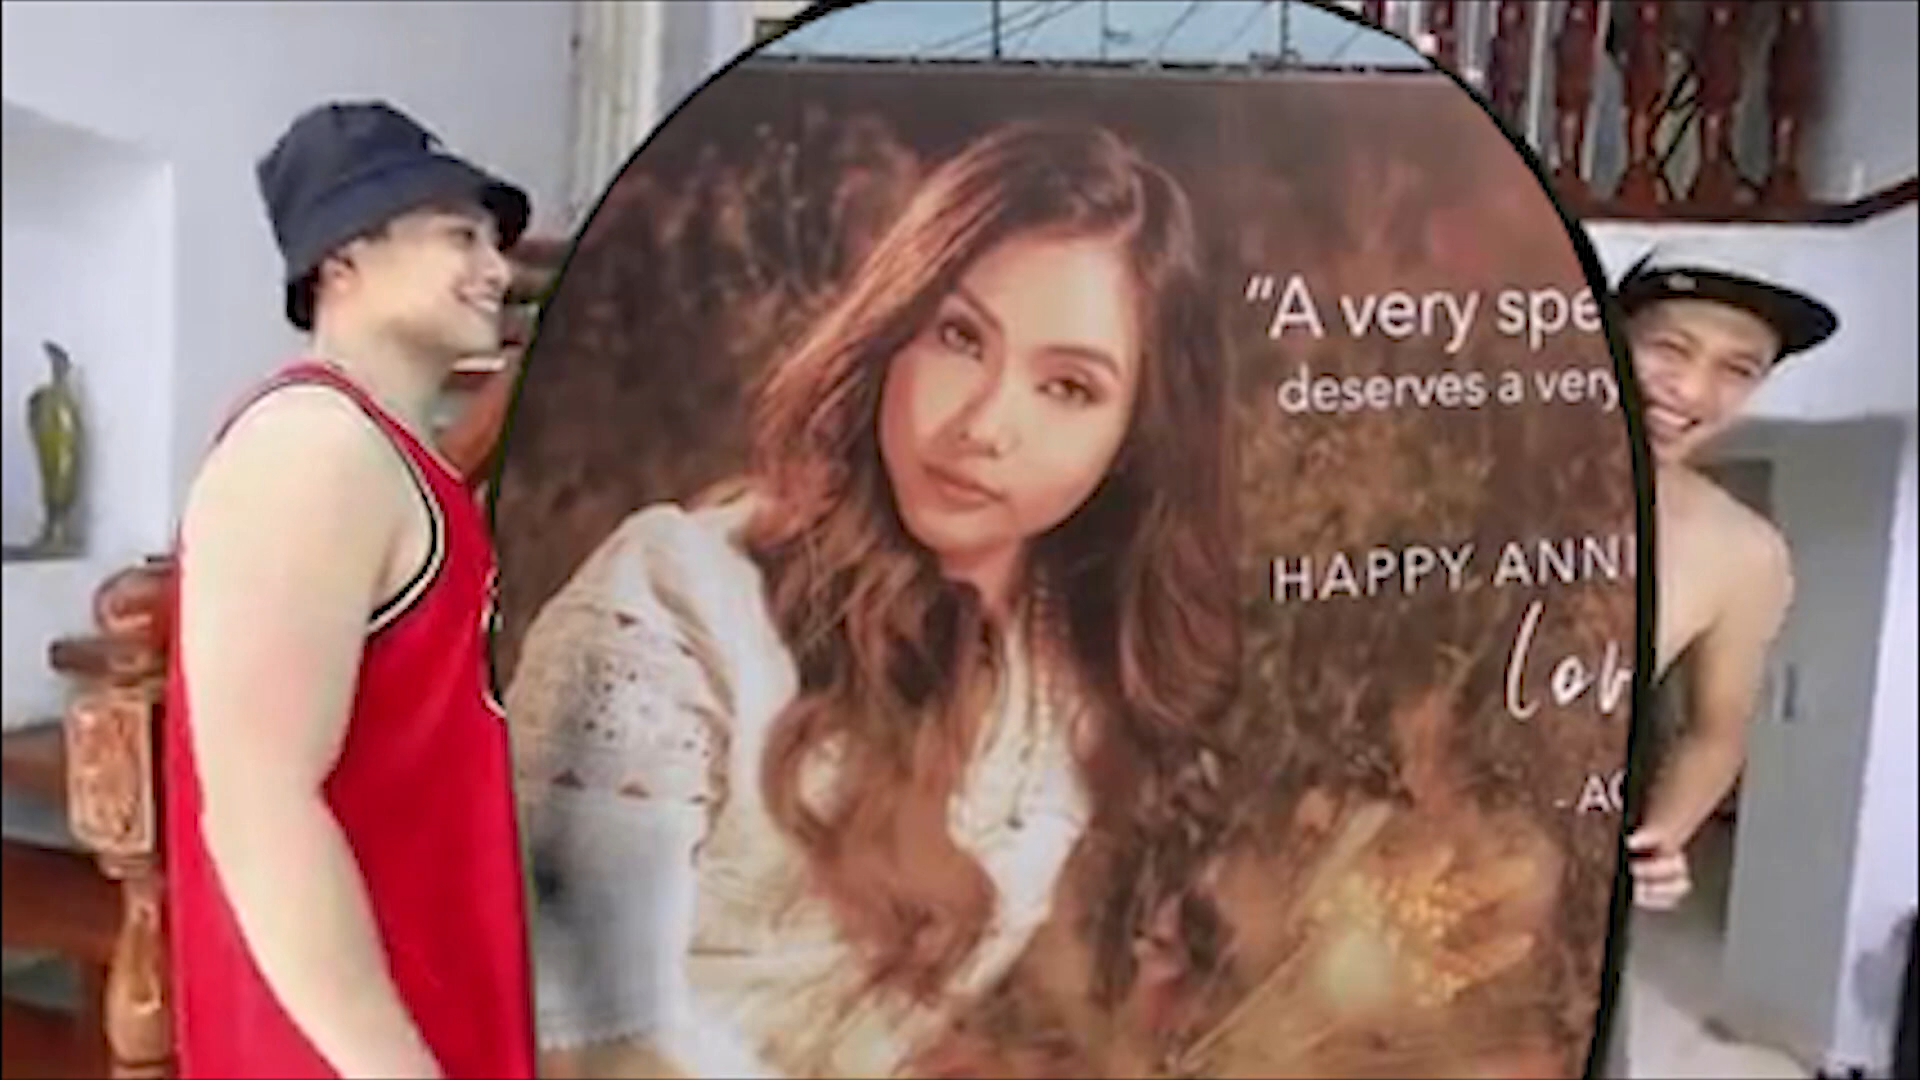 “A very spe
deserves a very
HAPPY ANNI
lov
- AC